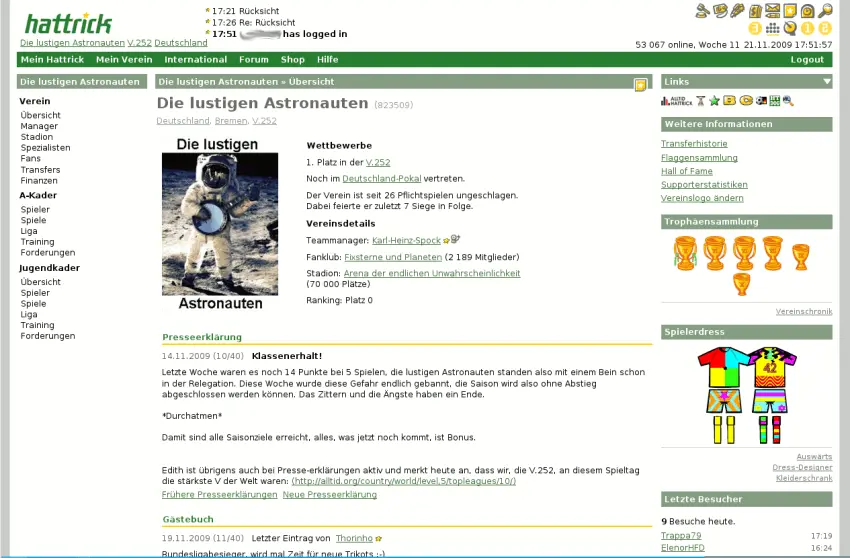 hattrick
17:21 Rücksicht
17:26 Re: Rücksicht
17:51 has logged in
Die lustigen Astronauten V.252 Deutschland
53 067 online, Woche 11 21.11.2009 17:51:57
Mein Hattrick Mein Verein International Forum Shop Hilfe Logout
Die lustigen Astronauten
Verein
Übersicht
Manager
Stadion
Spezialisten
Fans
Transfers
Finanzen
A-Kader
Spieler
Spiele
Liga
Training
Forderungen
Jugendkader
Übersicht
Spieler
Spiele
Liga
Training
Forderungen
Die lustigen Astronauten » Übersicht
Die lustigen Astronauten (823509)
Deutschland, Bremen, V.252
Die lustigen
Astronauten
Wettbewerbe
1. Platz in der V.252
Noch im Deutschland-Pokal vertreten.
Der Verein ist seit 26 Pflichtspielen ungeschlagen.
Dabei feierte er zuletzt 7 Siege in Folge.
Vereinsdetails
Teammanager: Karl-Heinz-Spock
Fanklub: Fixsterne und Planeten (2 189 Mitglieder)
Stadion: Arena der endlichen Unwahrscheinlichkeit
(70 000 Plätze)
Ranking: Platz 0
Presseerklärung
14.11.2009 (10/40) Klassenerhalt!
Letzte Woche waren es noch 14 Punkte bei 5 Spielen, die lustigen Astronauten standen also mit einem Bein schon
in der Relegation. Diese Woche wurde diese Gefahr endlich gebannt, die Saison wird also ohne Abstieg
abgeschlossen werden können. Das Zittern und die Ängste haben ein Ende.
*Durchatmen*
Damit sind alle Saisonziele erreicht, alles, was jetzt noch kommt, ist Bonus.
Edith ist übrigens auch bei Presse-erklärungen aktiv und merkt heute an, dass wir, die V.252, an diesem Spieltag
die stärkste V der Welt waren: (http://alltid.org/country/world/level,5/topleagues/10/)
Frühere Presseerklärungen Neue Presseerklärung
Gästebuch
19.11.2009 (11/40) Letzter Eintrag von Thorinho
Bundesligabesieger, wird mal Zeit für neue Trikots :-)
Links
ALLTID
HATTRICK
Weitere Informationen
Transferhistorie
Flaggensammlung
Hall of Fame
Supporterstatistiken
Vereinslogo ändern
Trophäensammlung
Vereinschronik
Spielerdress
42
Auswärts
Dress-Designer
Kleiderschrank
Letzte Besucher
9 Besuche heute.
Trappa79 17:19
ElenorHFD 16:24